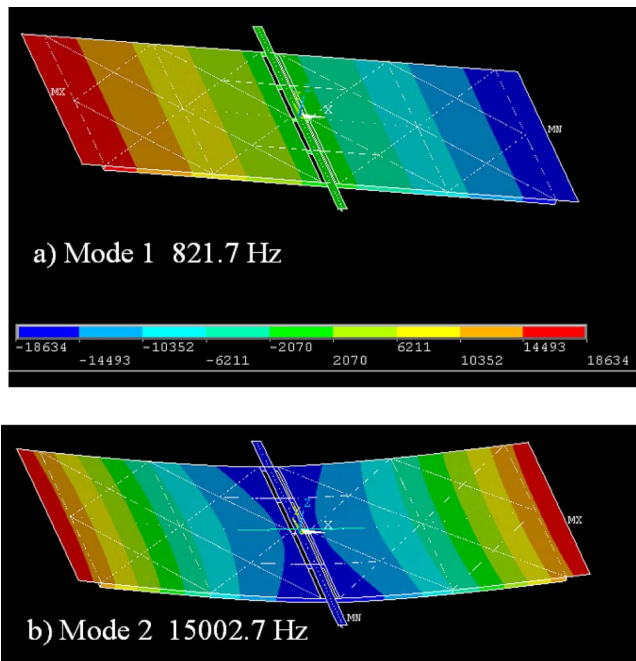 MX
X
MN
a) Mode 1 821.7 Hz
-18634 -10352 -2070 6211 14493
-14493 -6211 2070 10352 18634
X
MX
MN
b) Mode 2 15002.7 Hz